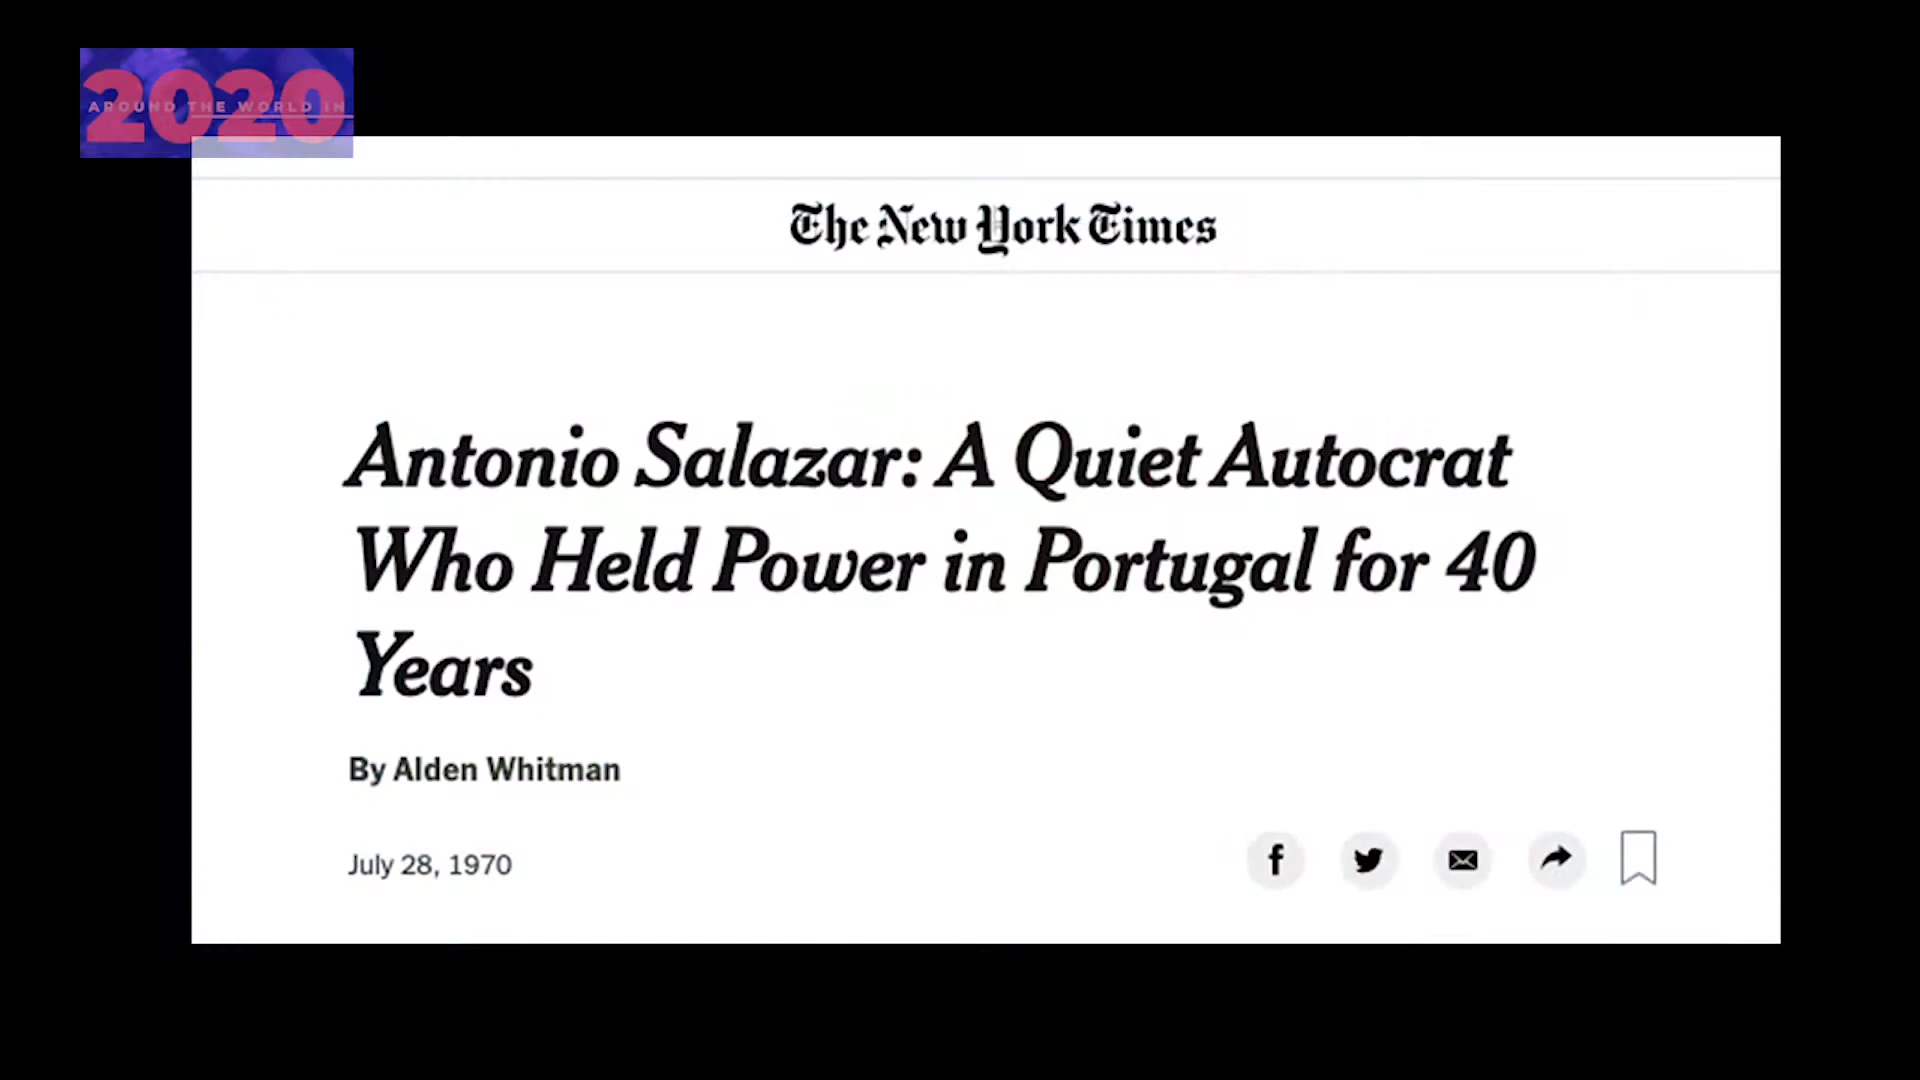 2020
AROUND THE WORLD IN
The New York Times
Antonio Salazar: A Quiet Autocrat
Who Held Power in Portugal for 40
Years
By Alden Whitman
July 28, 1970